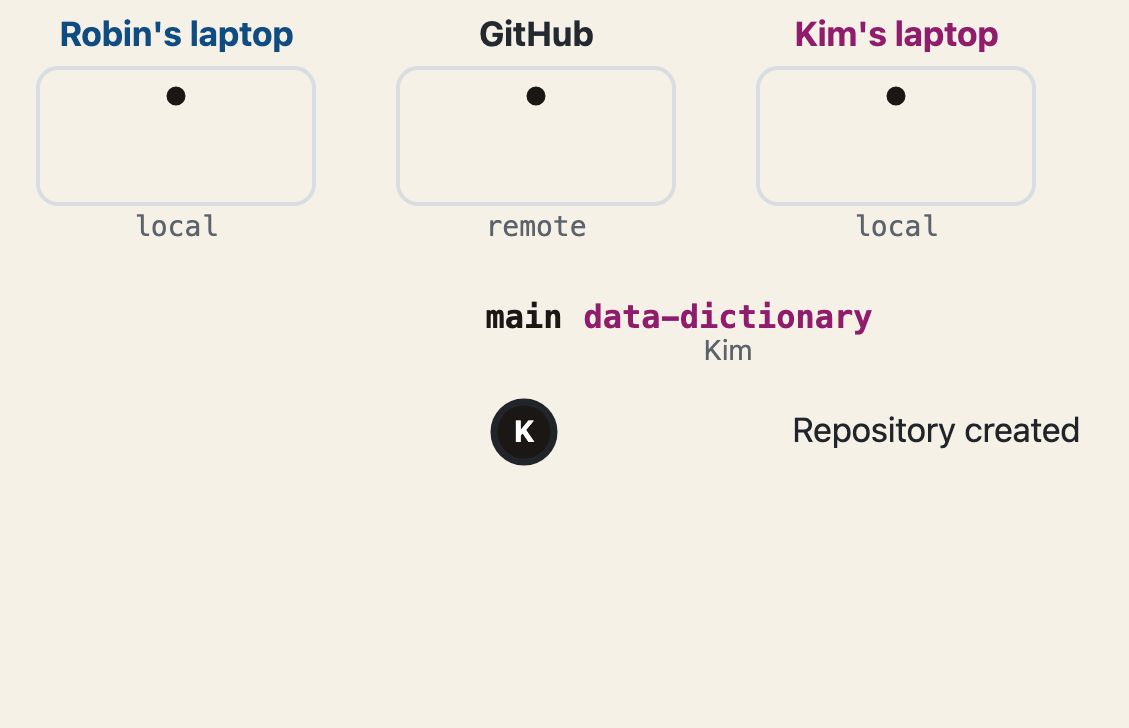 Robin's laptop GitHub Kim's laptop
local remote local
main data-dictionary
Kim
K Repository created